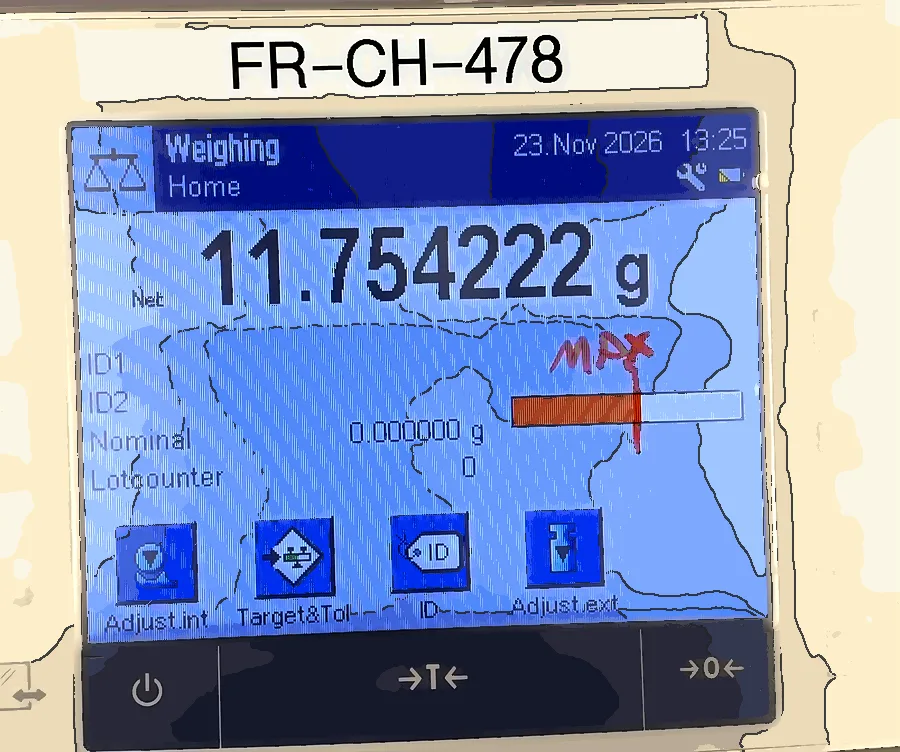 FR-CH-478
Weighing
Home
23.Nov 2026 13:25
11.754222 g
Net
MAX
ID1
ID2
Nominal 0.000000 g
Lotcounter 0
ID
Adjust.int Target&Tol ID Adjust.ext
→T← →0←